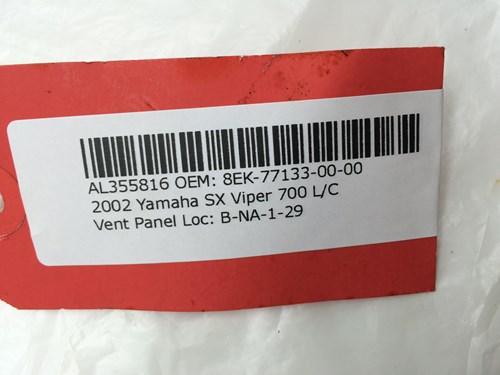 AL355816 OEM: 8EK-77133-00-00
2002 Yamaha SX Viper 700 L/C
Vent Panel Loc: B-NA-1-29